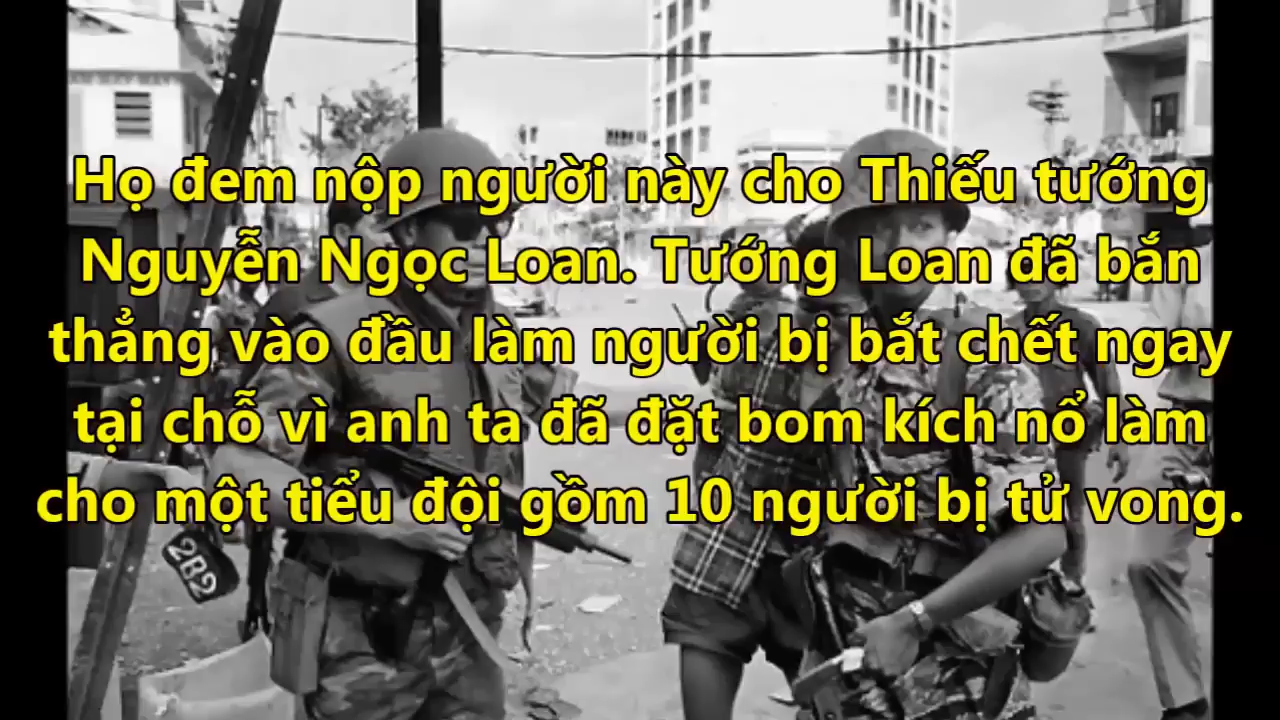 Họ đem nộp người này cho Thiếu tướng
Nguyễn Ngọc Loan. Tướng Loan đã bắn
thẳng vào đầu làm người bị bắt chết ngay
tại chỗ vì anh ta đã đặt bom kích nổ làm
cho một tiểu đội gồm 10 người bị tử vong.
2B2